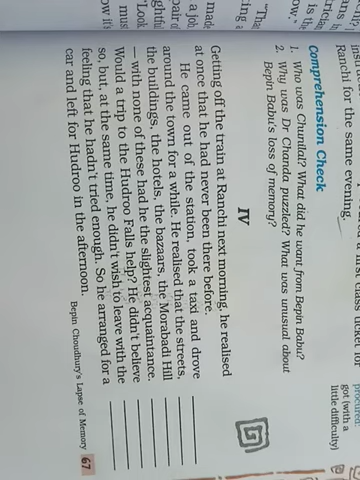 Ranchi for the same evening.
procured:
got (with a
little difficulty)
Comprehension Check
1. Who was Chunilal? What did he want from Bepin Babu?
2. Why was Dr Chanda puzzled? What was unusual about
Bepin Babu's loss of memory?
IV
Getting off the train at Ranchi next morning, he realised
at once that he had never been there before.
He came out of the station, took a taxi and drove
around the town for a while. He realised that the streets,
the buildings, the hotels, the bazaars, the Morabadi Hill
— with none of these had he the slightest acquaintance.
Would a trip to the Hudroo Falls help? He didn't believe
so, but, at the same time, he didn't wish to leave with the
feeling that he hadn't tried enough. So he arranged for a
car and left for Hudroo in the afternoon.
Bepin Choudhury's Lapse of Memory 67